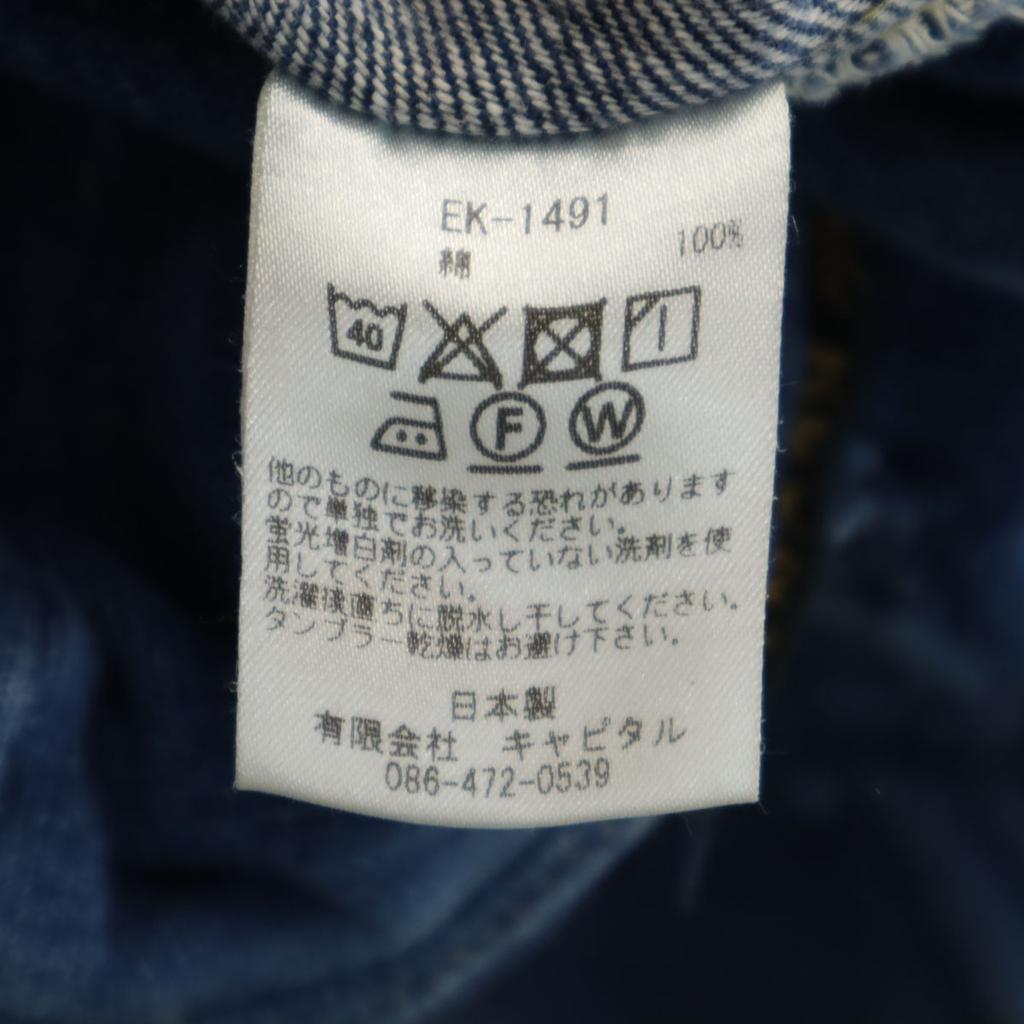 EK-1491
綿 100%
40
F W
他のものに移染する恐れがあります
ので単独でお洗いください。
蛍光増白剤の入っていない洗剤を使
用してください。
洗濯後直ちに脱水し干してください。
タンブラー乾燥はお避け下さい。
日本製
有限会社 キャピタル
086-472-0539